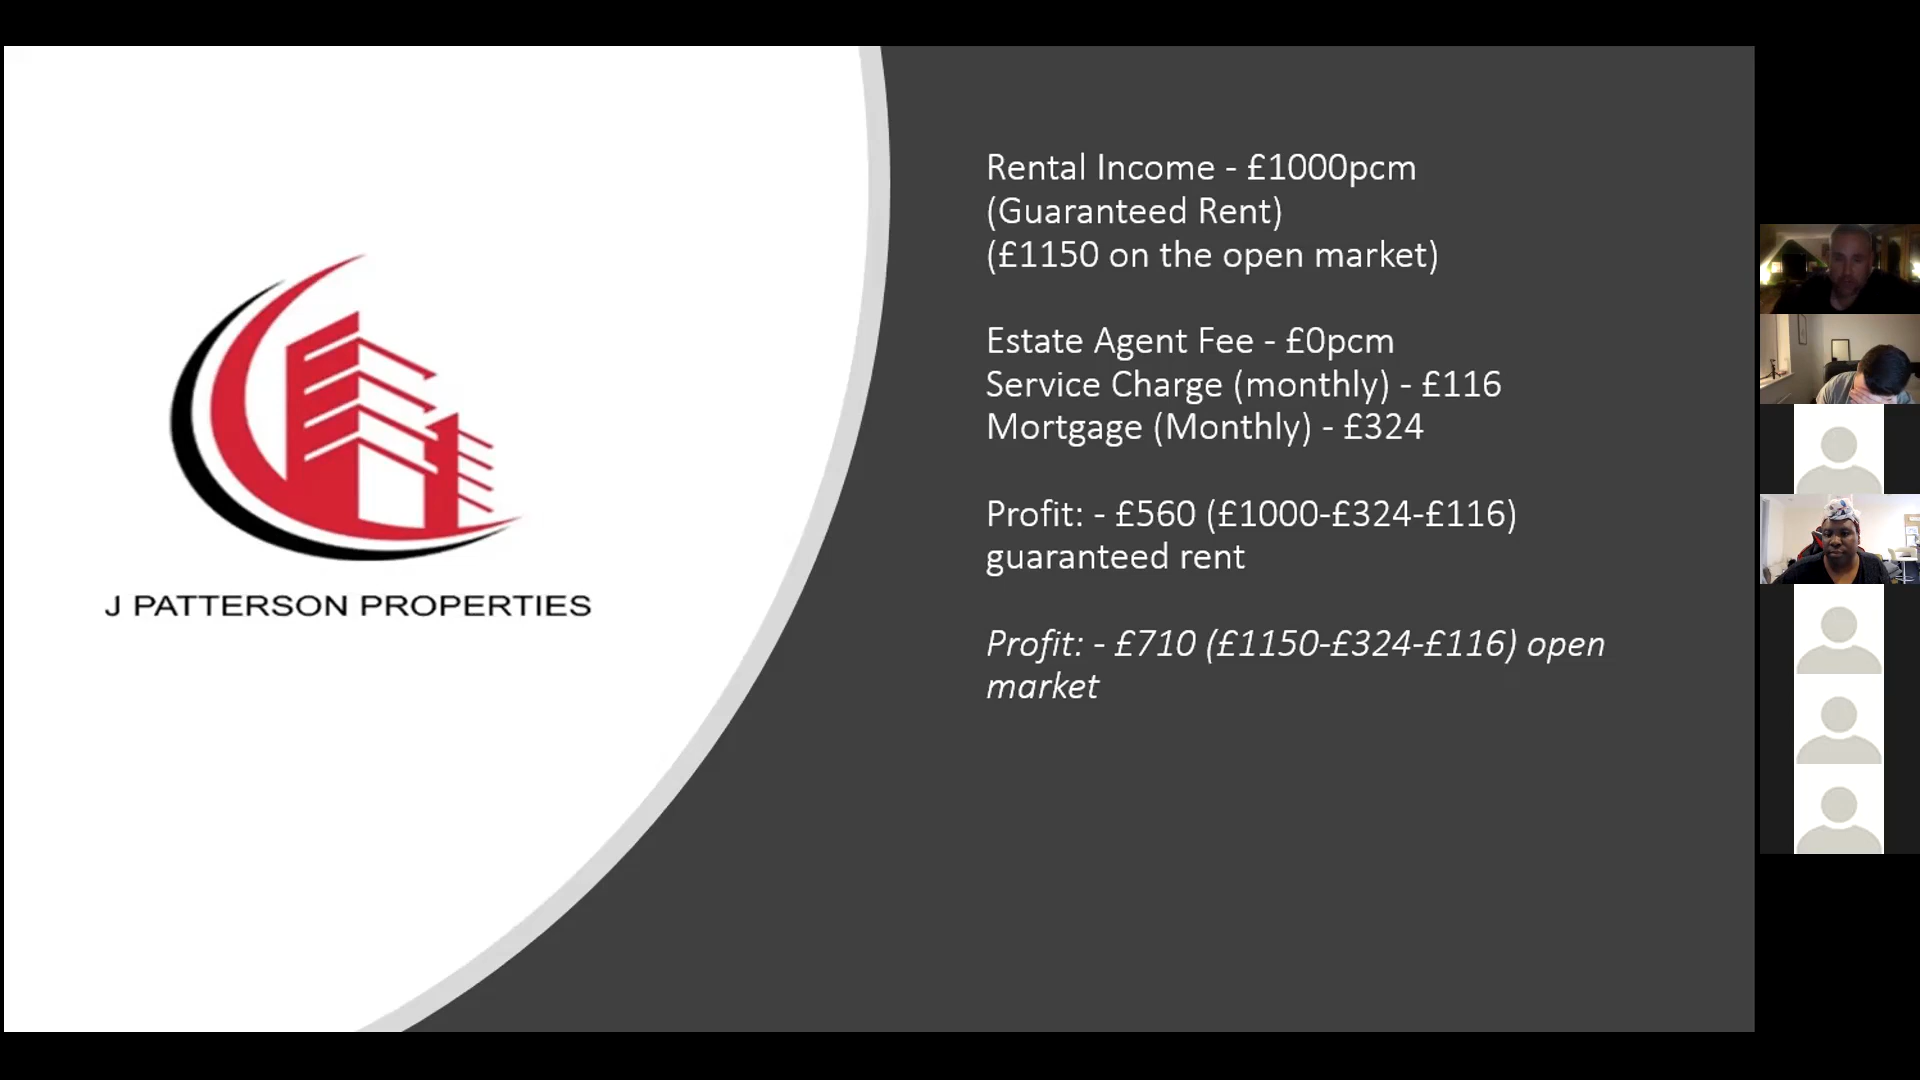 Rental Income - £1000pcm
(Guaranteed Rent)
(£1150 on the open market)
Estate Agent Fee - £0pcm
Service Charge (monthly) - £116
Mortgage (Monthly) - £324
Profit: - £560 (£1000-£324-£116)
guaranteed rent
Profit: - £710 (£1150-£324-£116) open
market
J PATTERSON PROPERTIES